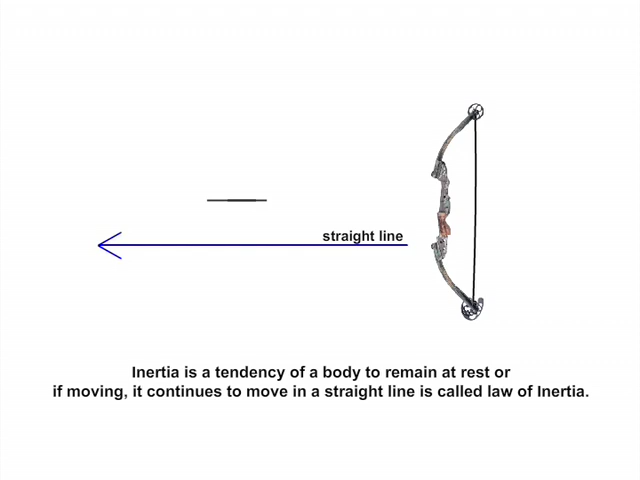 straight line
Inertia is a tendency of a body to remain at rest or
if moving, it continues to move in a straight line is called law of Inertia.